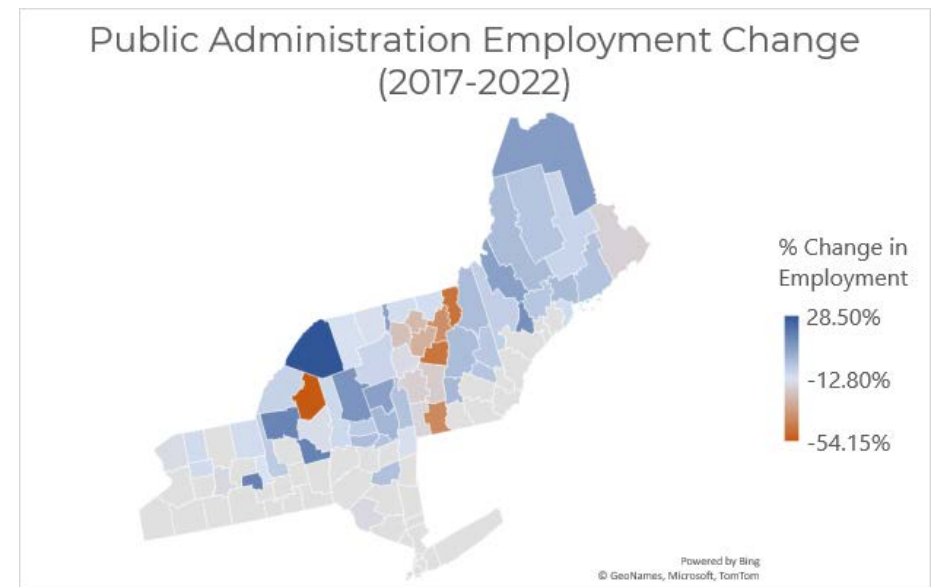 Public Administration Employment Change
(2017-2022)
% Change in
Employment
28.50%
-12.80%
-54.15%
Powered by Bing
© GeoNames, Microsoft, TomTom